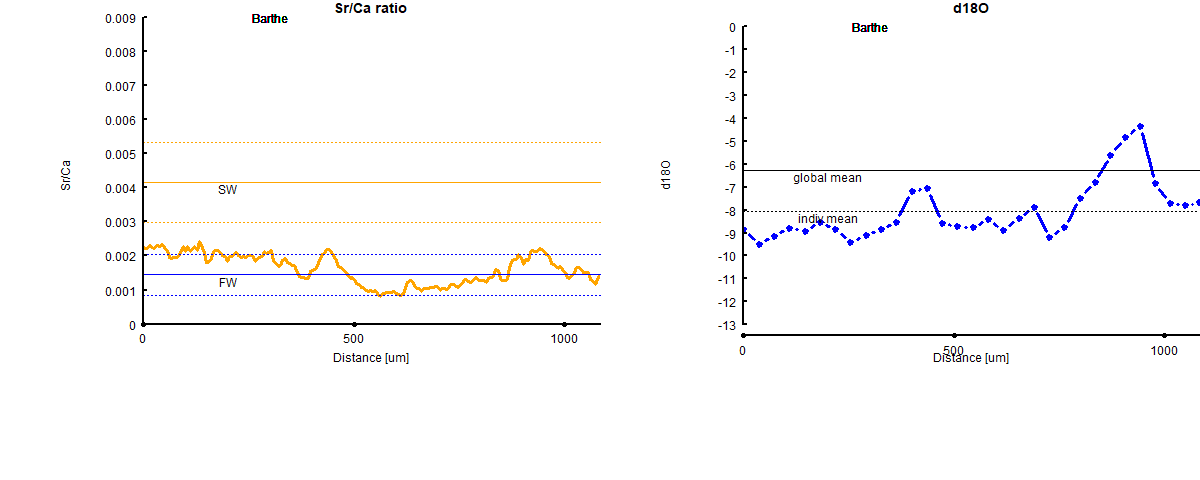 Sr/Ca ratio
Barthe
0.009
0.008
0.007
0.006
0.005
0.004
0.003
0.002
0.001
0
Sr/Ca
SW
FW
0
500
1000
Distance [um]
d18O
Barthe
0
-1
-2
-3
-4
-5
-6
-7
-8
-9
-10
-11
-12
-13
d18O
global mean
indiv.mean
0
500
1000
Distance [um]